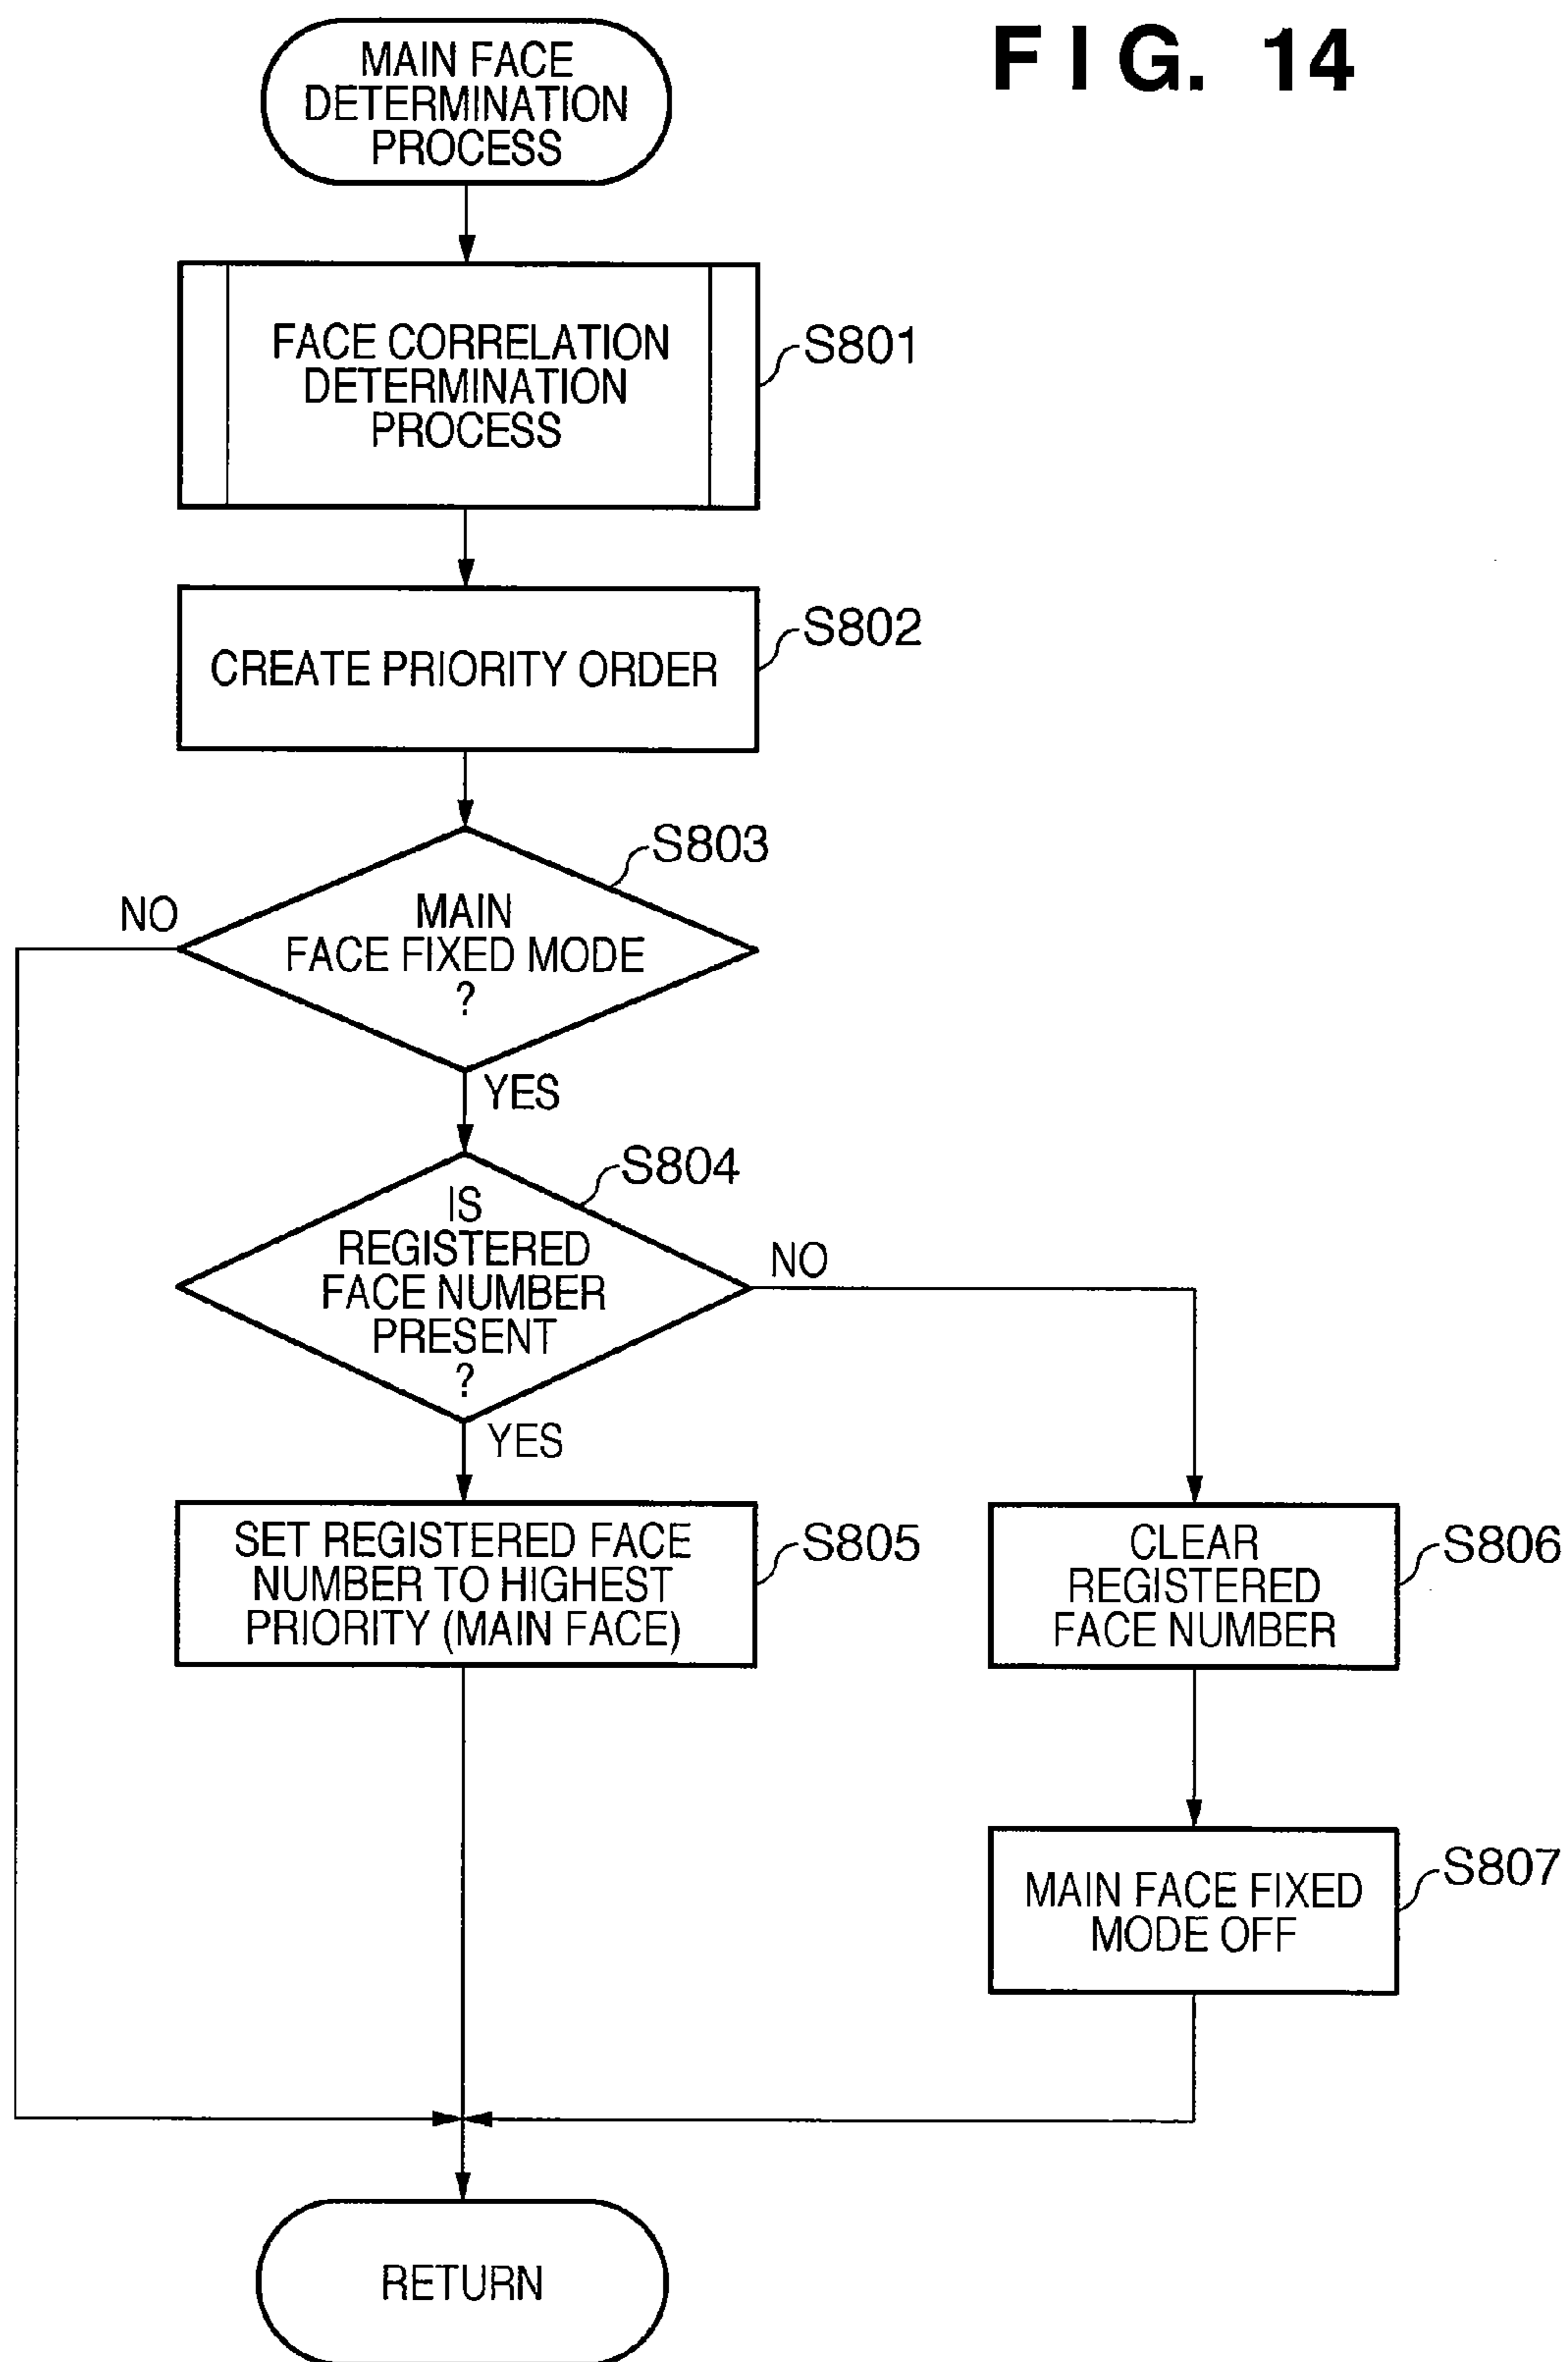 FIG. 14
MAIN FACE
DETERMINATION
PROCESS
FACE CORRELATION
DETERMINATION
PROCESS
S801
CREATE PRIORITY ORDER
S802
MAIN
FACE FIXED MODE
?
S803
NO
YES
IS
REGISTERED
FACE NUMBER
PRESENT
?
S804
NO
YES
SET REGISTERED FACE
NUMBER TO HIGHEST
PRIORITY (MAIN FACE)
S805
CLEAR
REGISTERED
FACE NUMBER
S806
MAIN FACE FIXED
MODE OFF
S807
RETURN